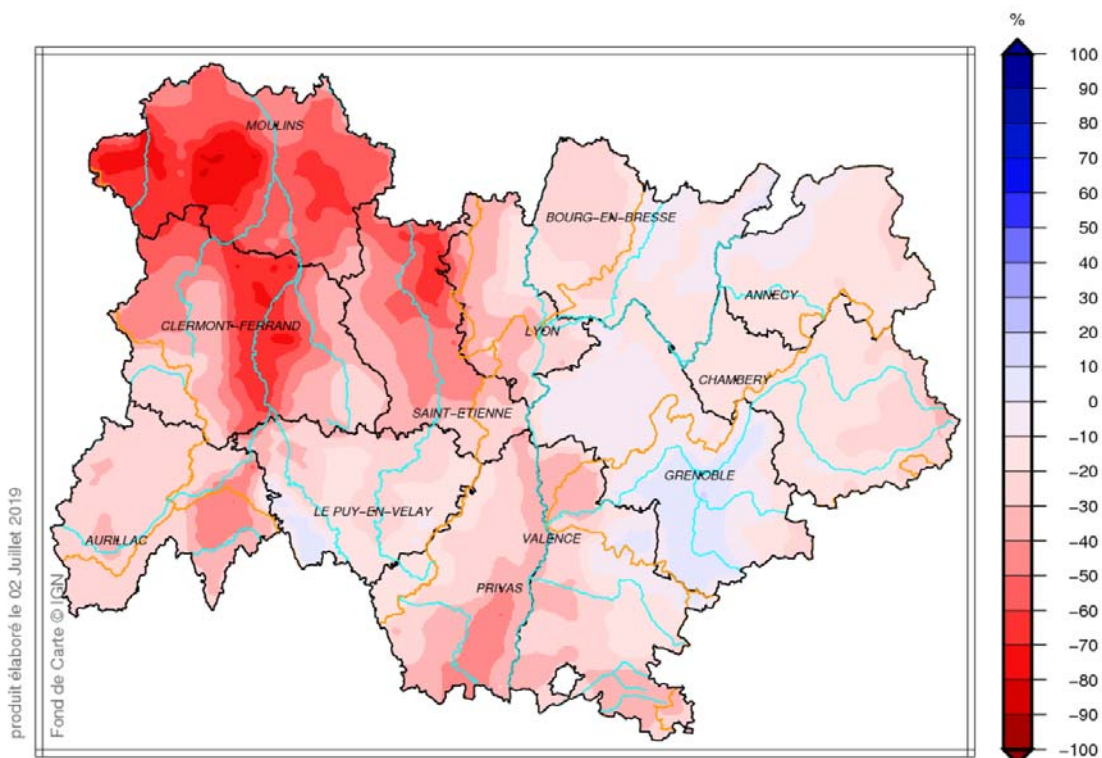 %
100
90
80
70
60
50
40
30
20
10
0
-10
-20
-30
-40
-50
-60
-70
-80
-90
-100
MOULINS
BOURG-EN-BRESSE
ANNECY
CLERMONT-FERRAND
LYON
CHAMBERY
SAINT-ETIENNE
GRENOBLE
LE PUY-EN-VELAY
AURILLAC
VALENCE
PRIVAS
produit élaboré le 02 Juillet 2019
Fond de Carte © IGN